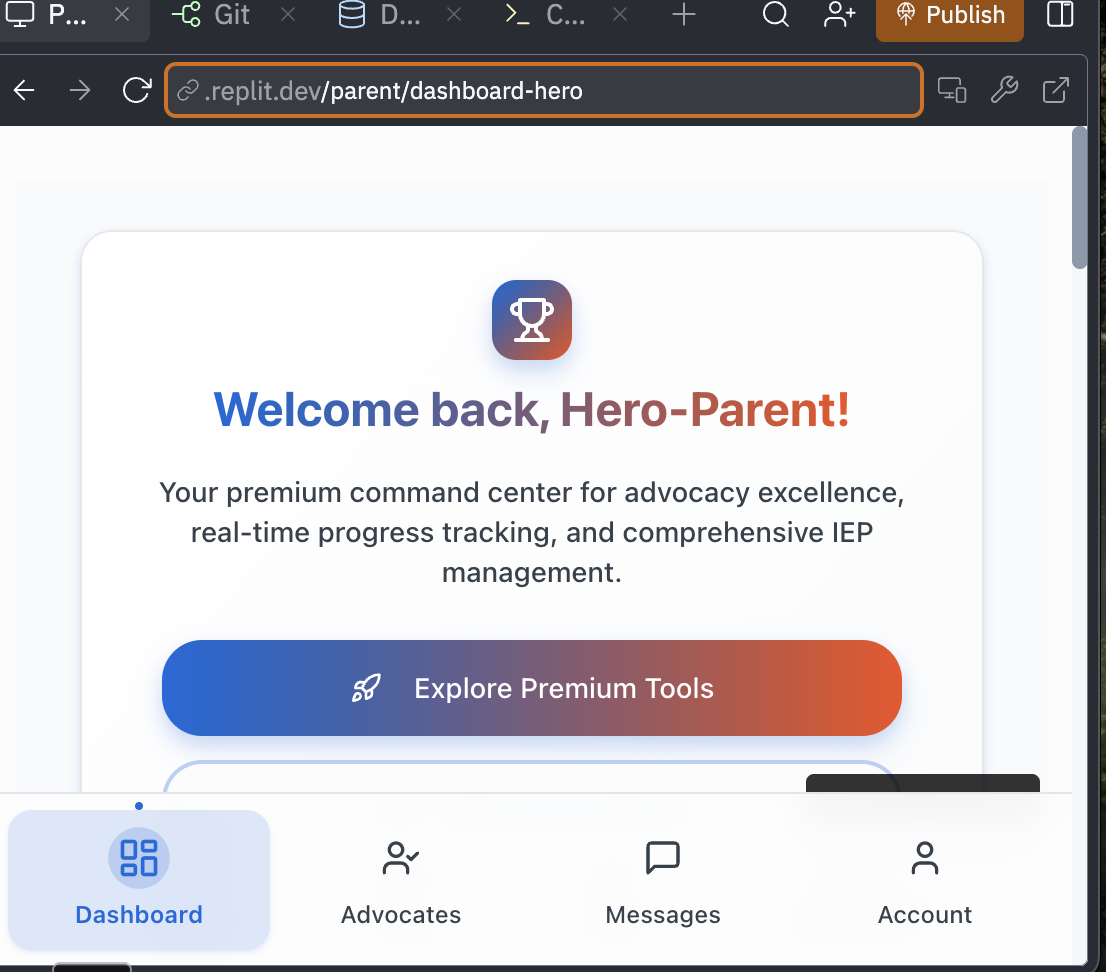 P...
Git
D...
C...
Publish
.replit.dev/parent/dashboard-hero
Welcome back, Hero-Parent!
Your premium command center for advocacy excellence,
real-time progress tracking, and comprehensive IEP
management.
Explore Premium Tools
Dashboard
Advocates
Messages
Account